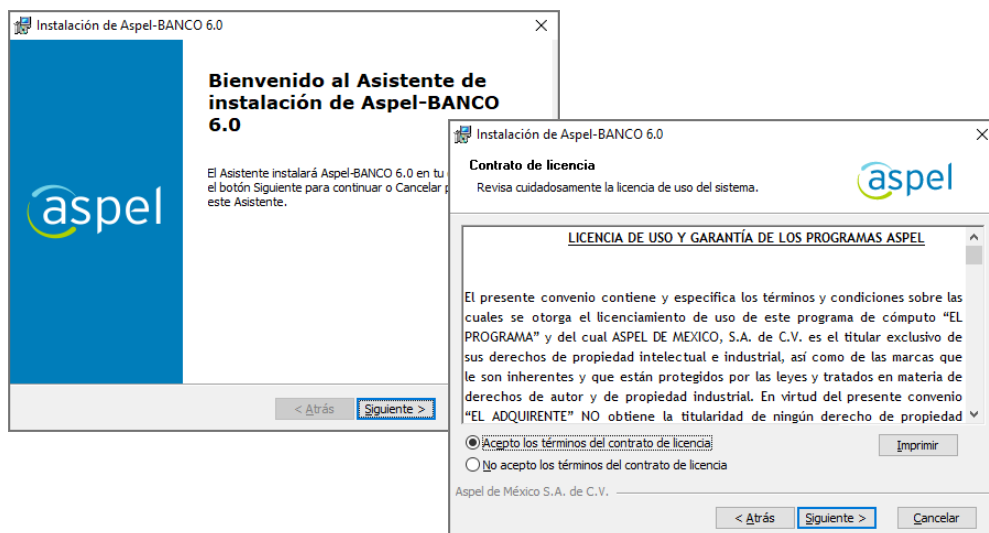 Instalación de Aspel-BANCO 6.0
Bienvenido al Asistente de
instalación de Aspel-BANCO
6.0
El Asistente instalará Aspel-BANCO 6.0 en tu
el botón Siguiente para continuar o Cancelar
este Asistente.
aspel
< Atrás
Siguiente >
Instalación de Aspel-BANCO 6.0
Contrato de licencia
Revisa cuidadosamente la licencia de uso del sistema.
aspel
LICENCIA DE USO Y GARANTÍA DE LOS PROGRAMAS ASPEL
El presente convenio contiene y especifica los términos y condiciones sobre las
cuales se otorga el licenciamiento de uso de este programa de cómputo “EL
PROGRAMA” y del cual ASPEL DE MEXICO, S.A. de C.V. es el titular exclusivo de
sus derechos de propiedad intelectual e industrial, así como de las marcas que
le son inherentes y que están protegidos por las leyes y tratados en materia de
derechos de autor y de propiedad industrial. En virtud del presente convenio
“EL ADQUIRENTE” NO obtiene la titularidad de ningún derecho de propiedad
Acepto los términos del contrato de licencia
No acepto los términos del contrato de licencia
Imprimir
Aspel de México S.A. de C.V.
< Atrás
Siguiente >
Cancelar